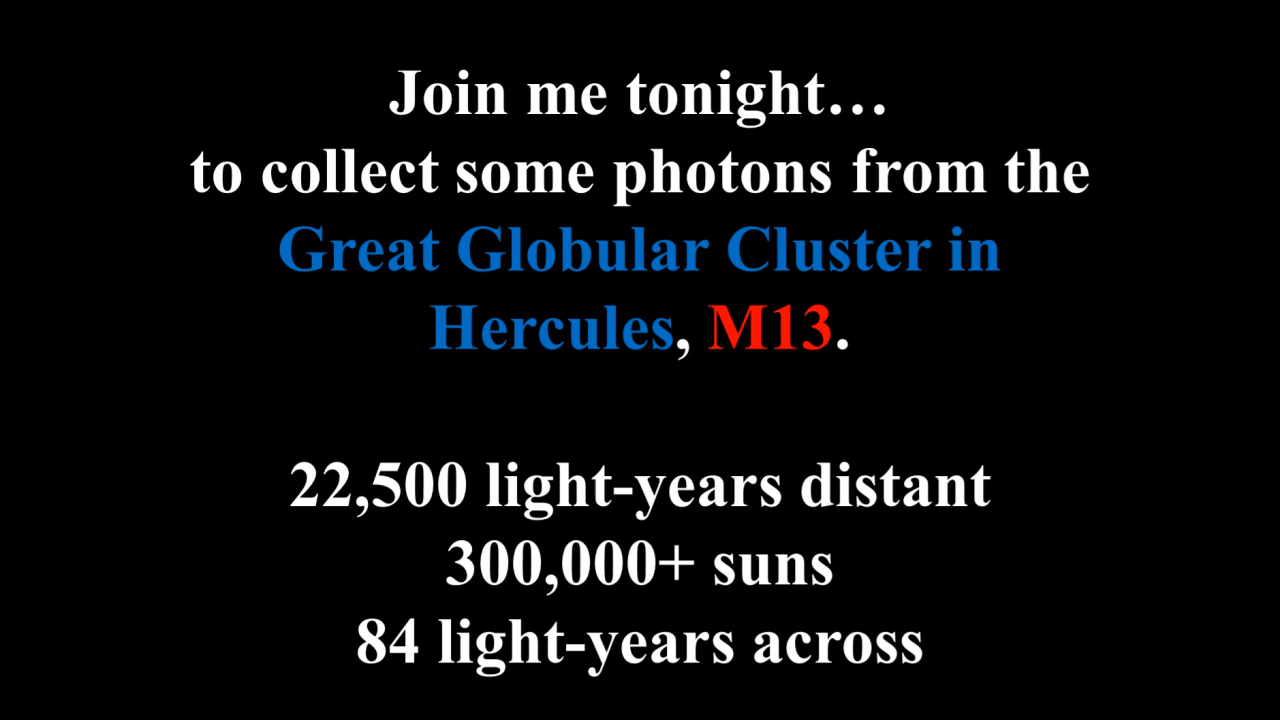 Join me tonight…
to collect some photons from the
Great Globular Cluster in
Hercules, M13.
22,500 light-years distant
300,000+ suns
84 light-years across